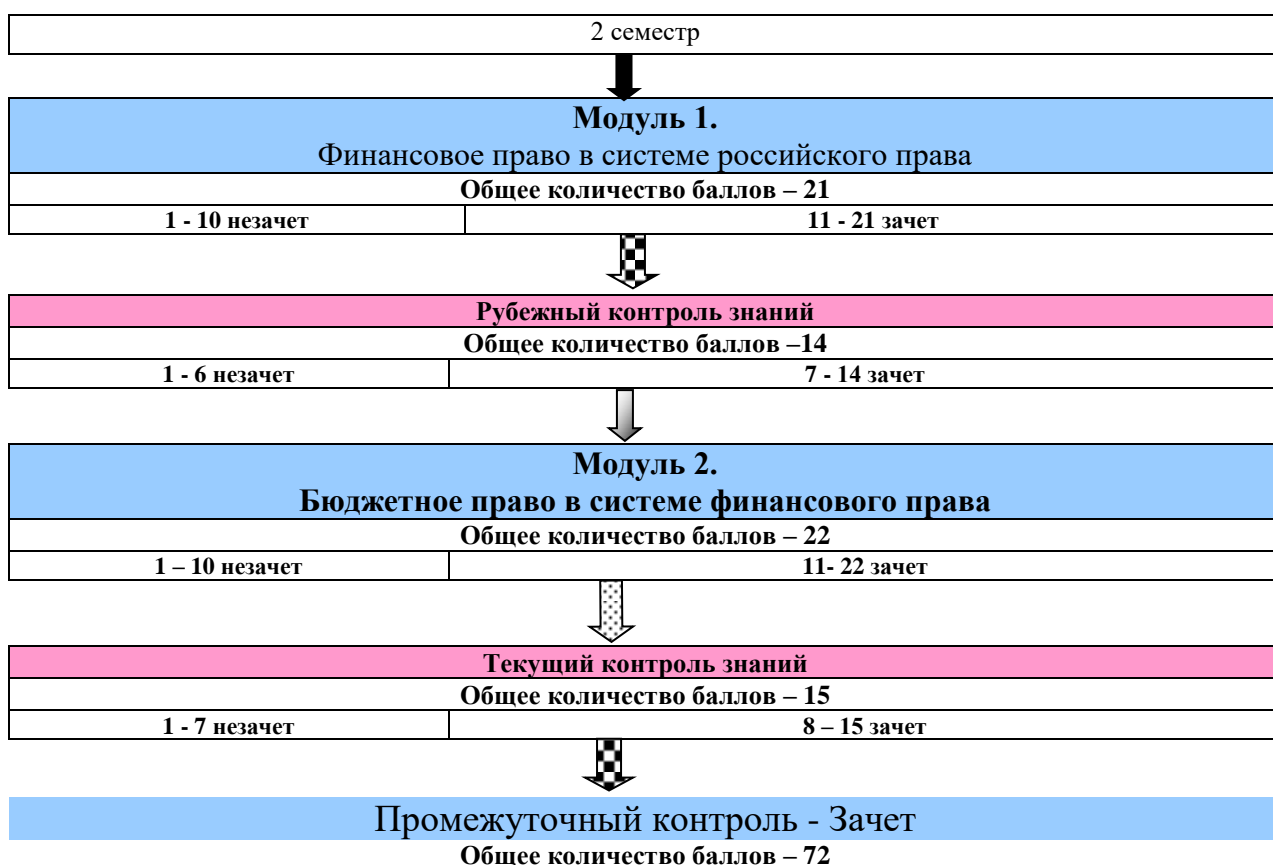 2 семестр
Модуль 1.
Финансовое право в системе российского права
Общее количество баллов – 21
1 - 10 незачет 11 - 21 зачет
Рубежный контроль знаний
Общее количество баллов –14
1 - 6 незачет 7 - 14 зачет
Модуль 2.
Бюджетное право в системе финансового права
Общее количество баллов – 22
1 – 10 незачет 11- 22 зачет
Текущий контроль знаний
Общее количество баллов – 15
1 - 7 незачет 8 – 15 зачет
Промежуточный контроль - Зачет
Общее количество баллов – 72